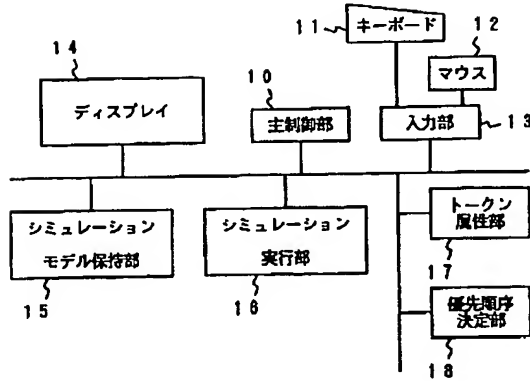 11
キーボード
12
マウス
14
ディスプレイ
10
主制御部
入力部
13
シミュレーション
モデル保持部
15
シミュレーション
実行部
16
トークン
属性部
17
優先順序
決定部
18